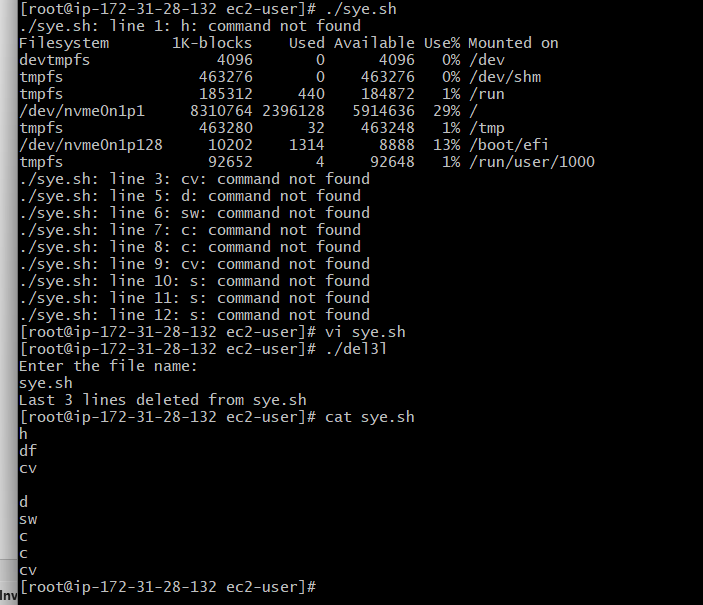 [root@ip-172-31-28-132 ec2-user]# ./sye.sh
./sye.sh: line 1: h: command not found
Filesystem       1K-blocks    Used Available Use% Mounted on
devtmpfs              4096       0      4096   0% /dev
tmpfs               463276       0    463276   0% /dev/shm
tmpfs               185312     440    184872   1% /run
/dev/nvme0n1p1     8310764 2396128   5914636  29% /
tmpfs               463280      32    463248   1% /tmp
/dev/nvme0n1p128     10202    1314      8888  13% /boot/efi
tmpfs                92652       4     92648   1% /run/user/1000
./sye.sh: line 3: cv: command not found
./sye.sh: line 5: d: command not found
./sye.sh: line 6: sw: command not found
./sye.sh: line 7: c: command not found
./sye.sh: line 8: c: command not found
./sye.sh: line 9: cv: command not found
./sye.sh: line 10: s: command not found
./sye.sh: line 11: s: command not found
./sye.sh: line 12: s: command not found
[root@ip-172-31-28-132 ec2-user]# vi sye.sh
[root@ip-172-31-28-132 ec2-user]# ./del3l
Enter the file name:
sye.sh
Last 3 lines deleted from sye.sh
[root@ip-172-31-28-132 ec2-user]# cat sye.sh
h
df
cv

d
sw
c
c
cv
[root@ip-172-31-28-132 ec2-user]#
Inv